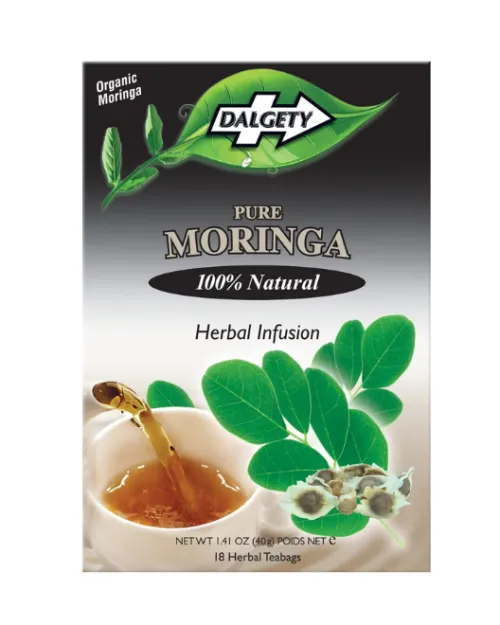 Organic
Moringa
DALGETY
PURE
MORINGA
100% Natural
Herbal Infusion
NET WT 1.41 OZ (40g) POIDS NET e
18 Herbal Teabags